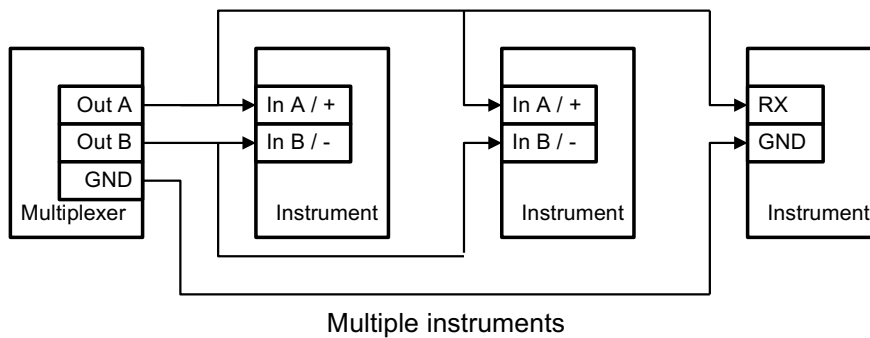 Out A
Out B
GND
Multiplexer
In A / +
In B / -
Instrument
In A / +
In B / -
Instrument
RX
GND
Instrument
Multiple instruments